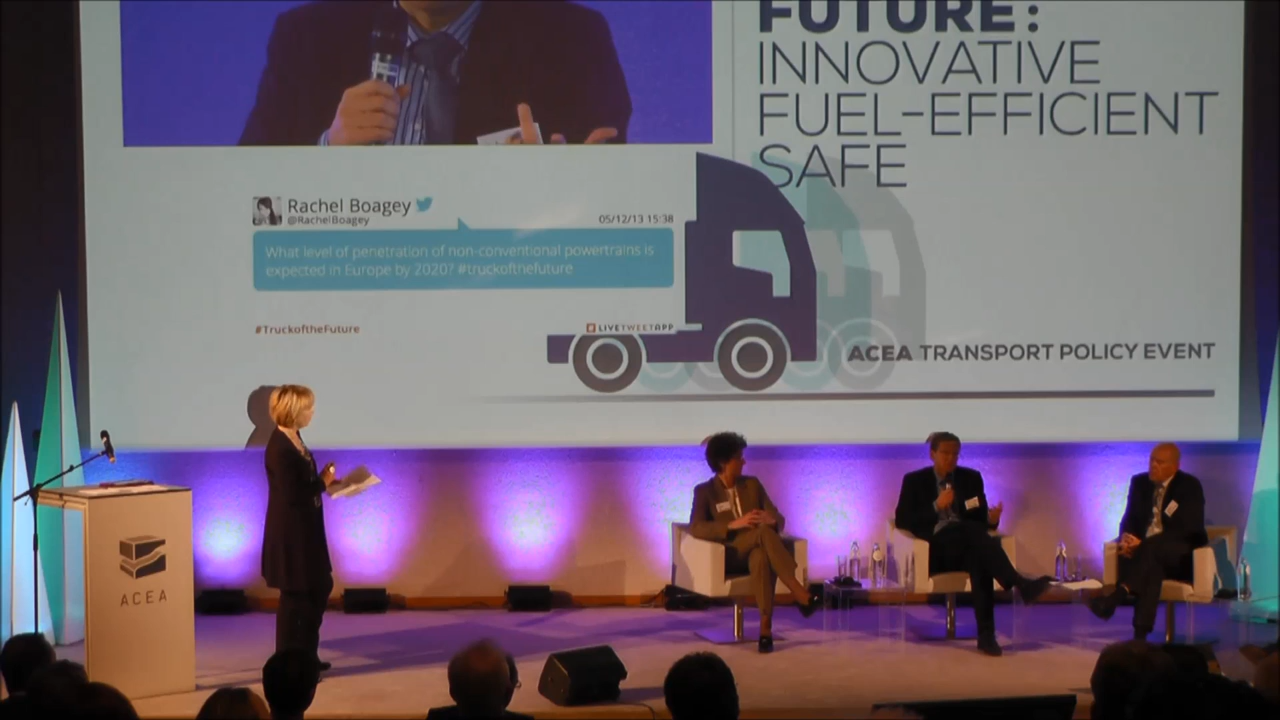 FUTURE:
INNOVATIVE
FUEL-EFFICIENT
SAFE
Rachel Boagey
@RachelBoagey
05/12/13 15:38
What level of penetration of non-conventional powertrains is
expected in Europe by 2020? #truckofthefuture
#TruckoftheFuture
LIVETWEETAPP
ACEA TRANSPORT POLICY EVENT
ACEA